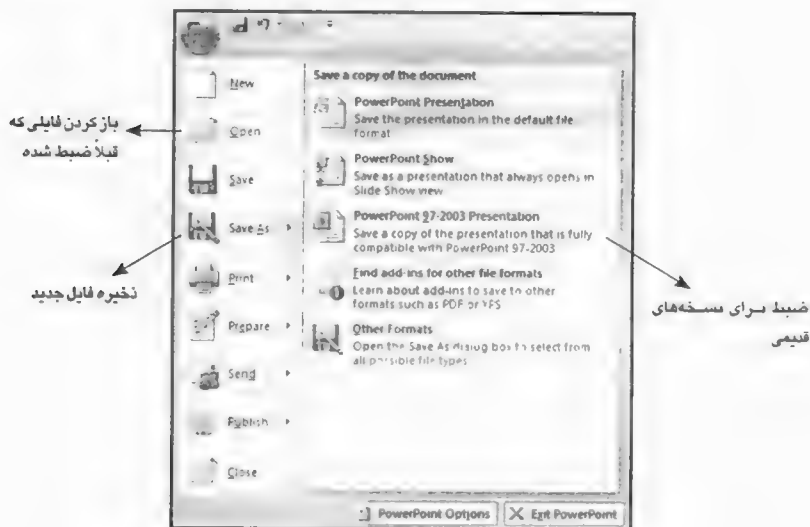 New
Open
Save
Save As
Print
Prepare
Send
Publish
Close
Save a copy of the document
PowerPoint Presentation
Save the presentation in the default file
format
PowerPoint Show
Save as a presentation that always opens in
Slide Show view
PowerPoint 97-2003 Presentation
Save a copy of the presentation that is fully
compatible with PowerPoint 97-2003
Find add-ins for other file formats
Learn about add-ins to save to other
formats such as PDF or XPS
Other Formats
Open the Save As dialog box to select from
all possible file types
PowerPoint Options
Exit PowerPoint
باز کردن فایلی که
قبلاً ضبط شده
ذخیره فایل جدید
ضبط برای نسخه‌های
قدیمی